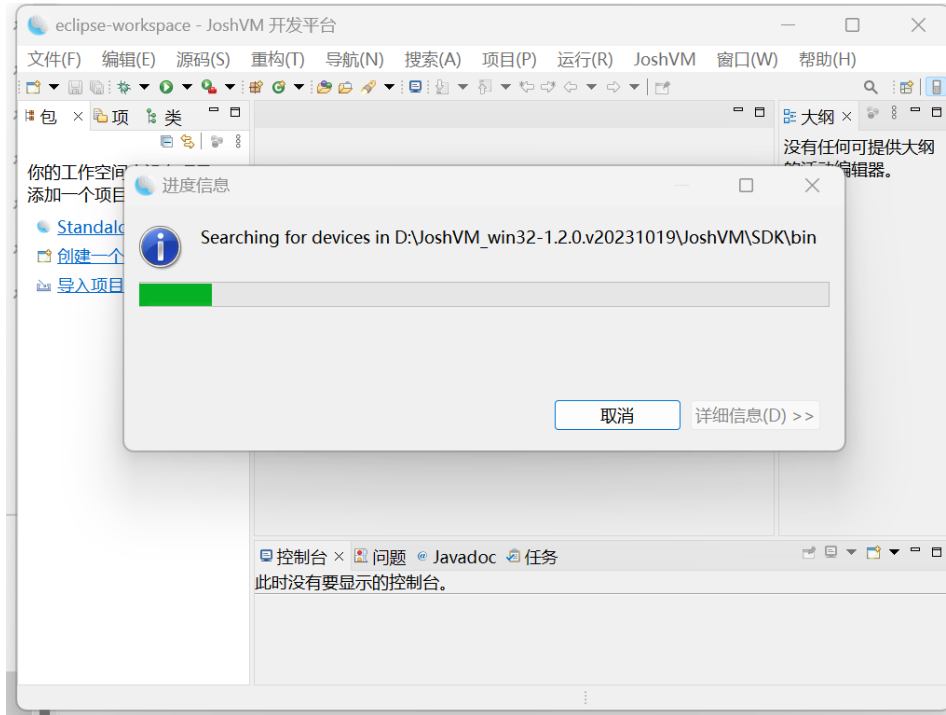 eclipse-workspace - JoshVM 开发平台
文件(F) 编辑(E) 源码(S) 重构(T) 导航(N) 搜索(A) 项目(P) 运行(R) JoshVM 窗口(W) 帮助(H)
包 项 类
大纲
没有任何可提供大纲
编辑器。
你的工作空间
添加一个项目
Standalo
创建一个
导入项目
进度信息
Searching for devices in D:\JoshVM_win32-1.2.0.v20231019\JoshVM\SDK\bin
取消 详细信息(D) >>
控制台 问题 @ Javadoc 任务
此时没有要显示的控制台。